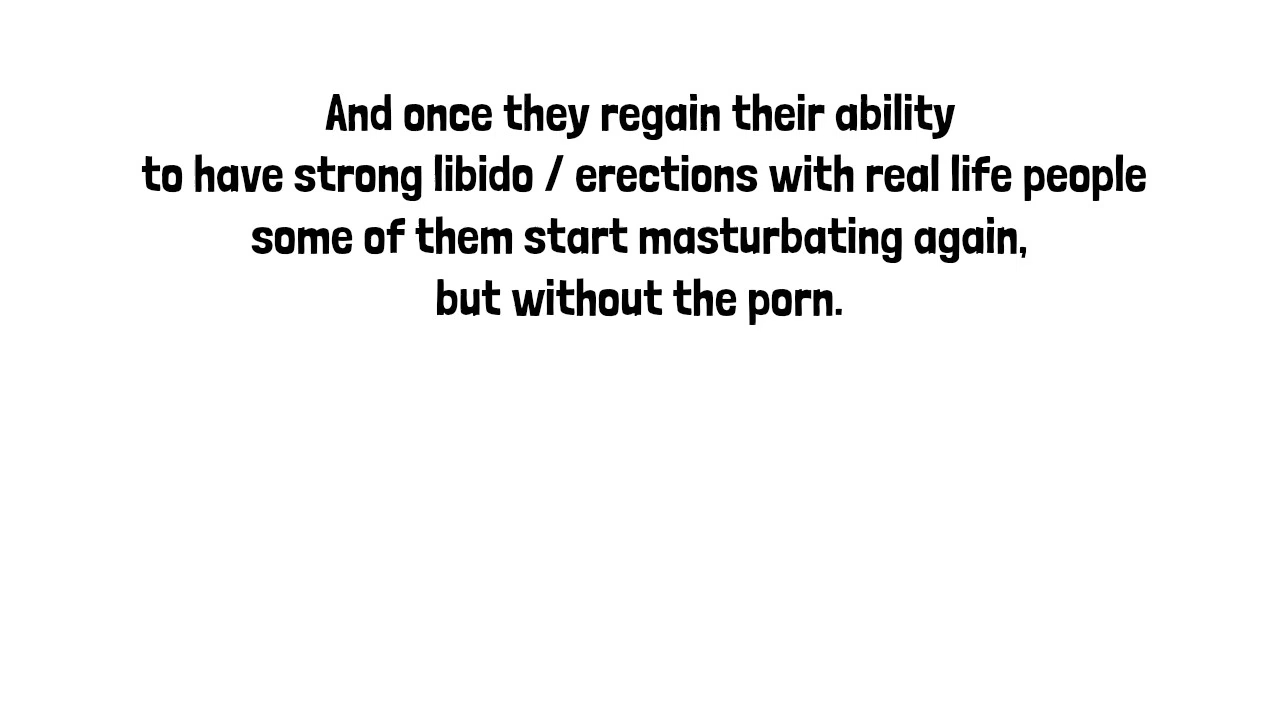 And once they regain their ability
to have strong libido / erections with real life people
some of them start masturbating again,
but without the porn.